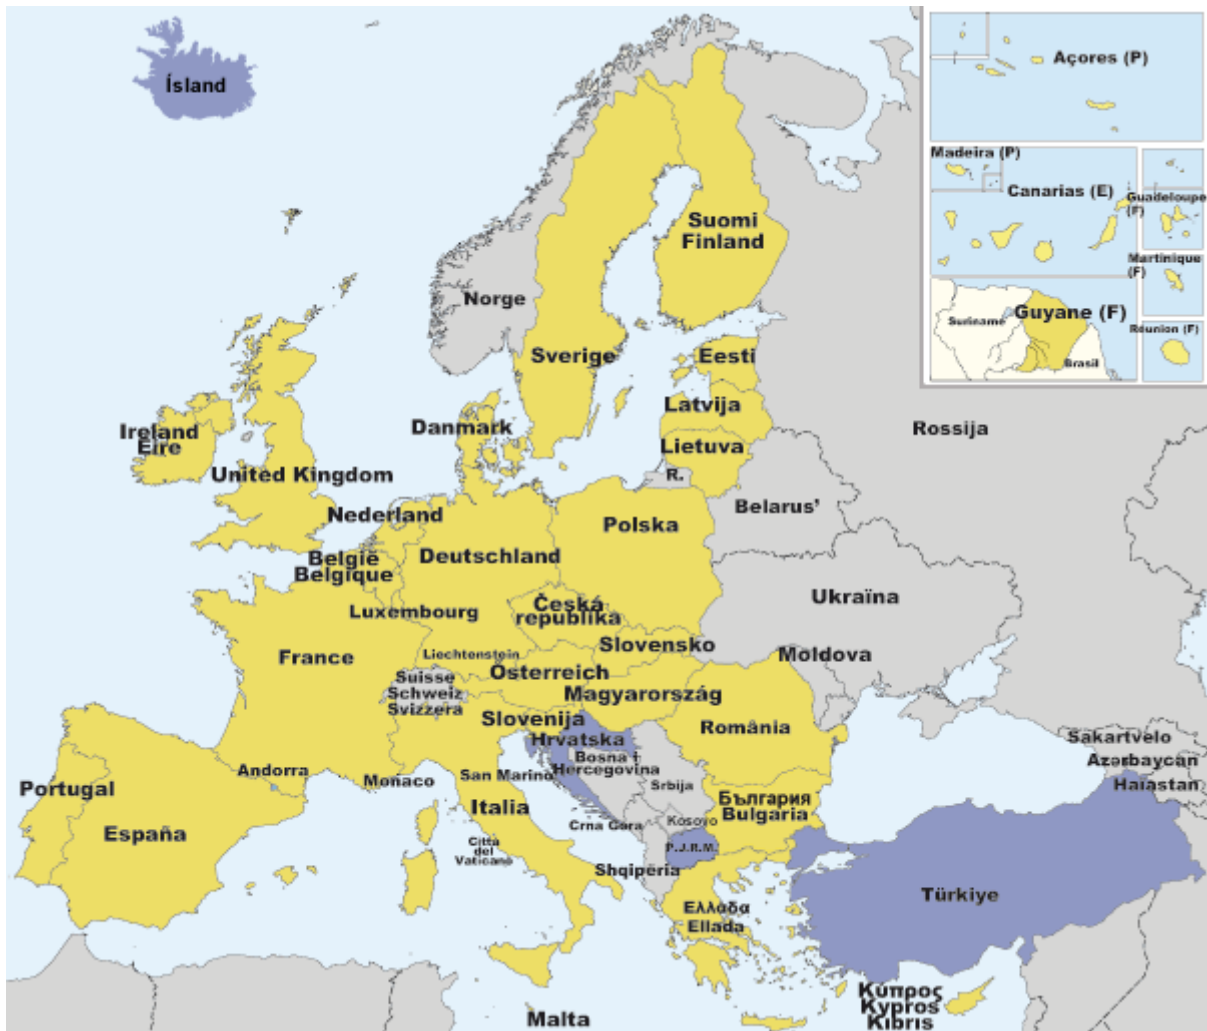 Ísland
Açores (P)
Madeira (P)
Canarias (E)
Guadeloupe
(F)
Martinique
(F)
Guyane (F)
Suriname
Brasil
Réunion (F)
Suomi
Finland
Norge
Sverige
Eesti
Latvija
Lietuva
R.
Rossija
Danmark
Ireland
Éire
United Kingdom
Nederland
Belarus'
Polska
België
Belgique
Deutschland
Luxembourg
Česká
republika
Ukraïna
Slovensko
Moldova
France
Liechtenstein
Österreich
Suisse
Schweiz
Svizzera
Magyarország
Slovenija
România
Hrvatska
Bosna i
Hercegovina
Srbija
Sakartvelo
Azərbaycan
Haïastan
Portugal
Andorra
Monaco
San Marino
Italia
España
България
Bulgaria
Kosovo
Crna Gora
P.J.R.M.
Città
del
Vaticano
Shqipëria
Ελλάδα
Ellada
Türkiye
Κύπρος
Kypros
Kıbrıs
Malta